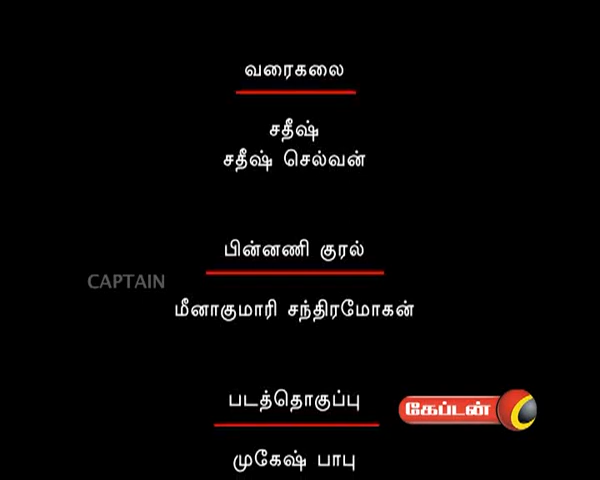 வரைகலை
சதீஷ்
சதீஷ் செல்வன்
பின்னணி குரல்
CAPTAIN
மீனாகுமாரி சந்திரமோகன்
படத்தொகுப்பு
கேப்டன்
முகேஷ் பாபு